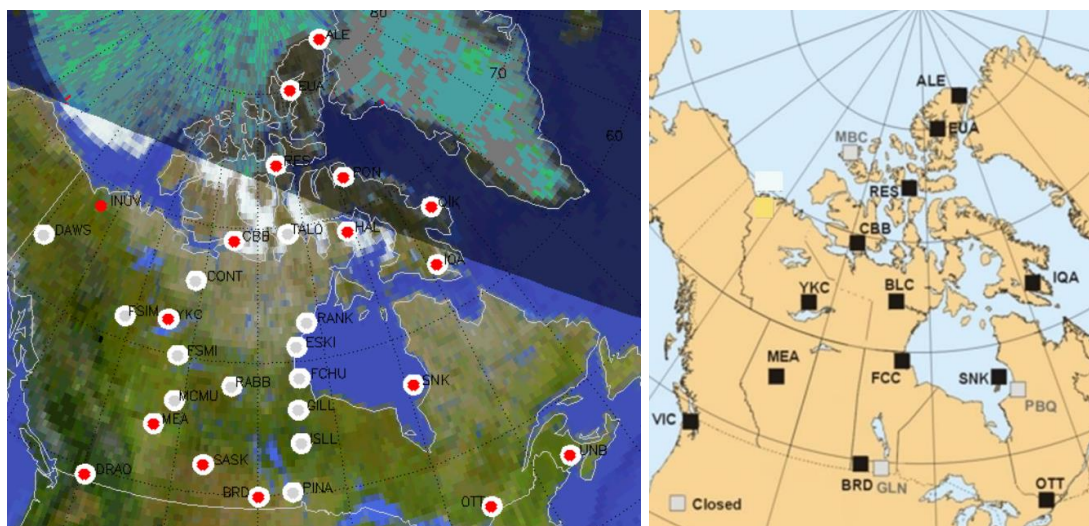 80
ALE
70
EUA
60
RES
PON
INUV
QIK
DAWS
CBB
TALO
HAL
IQA
CONT
FSIM
YKC
RANK
ESKI
FSMI
RABB
FCHU
SNK
MCMU
GILL
MEA
ISLL
SASK
UNB
DRAO
BRD
PINA
OTT
ALE
EUA
MBC
RES
CBB
YKC
BLC
IQA
MEA
FCC
SNK
PBQ
VIC
BRD
GLN
OTT
Closed